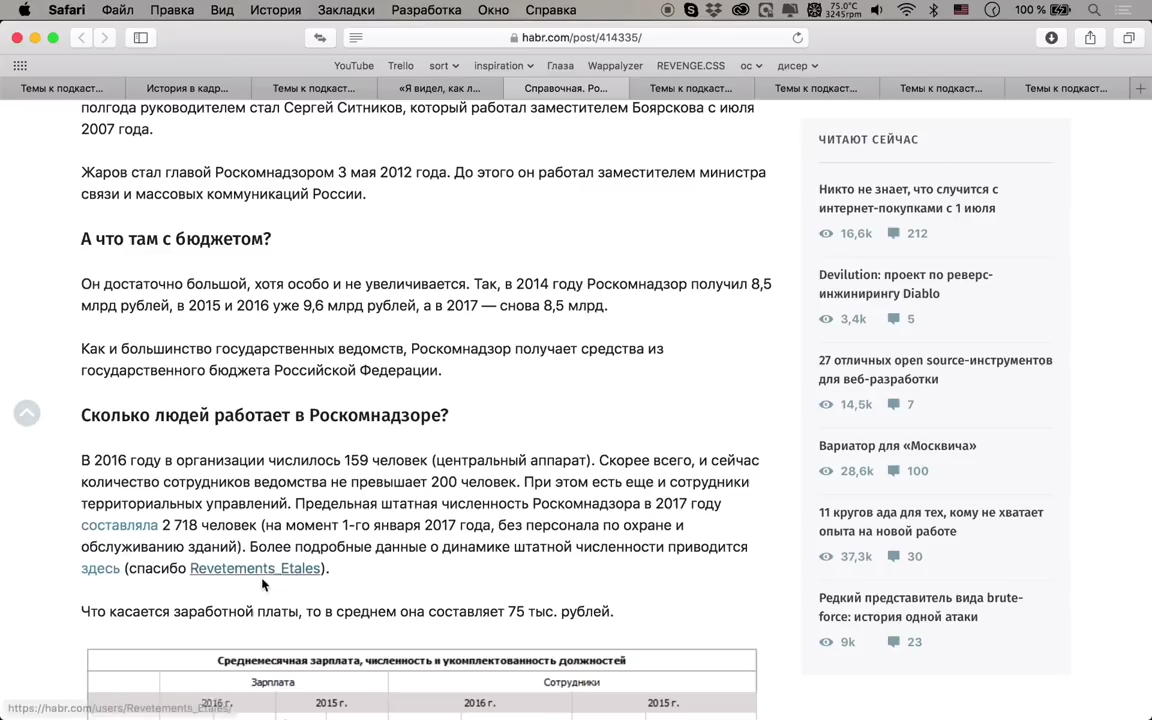 Safari Файл Правка Вид История Закладки Разработка Окно Справка 75.0°C 3245rpm 100 %
habr.com/post/414335/
YouTube Trello sort inspiration Глаза Wappalyzer REVENGE.CSS ос дисер
Темы к подкаст... История в кадр... Темы к подкаст... «Я видел, как л... Справочная. Ро... Темы к подкаст... Темы к подкаст... Темы к подкаст... Темы к подкаст...
полгода руководителем стал Сергей Ситников, который работал заместителем Боярскова с июля
2007 года.
Жаров стал главой Роскомнадзором 3 мая 2012 года. До этого он работал заместителем министра
связи и массовых коммуникаций России.
А что там с бюджетом?
Он достаточно большой, хотя особо и не увеличивается. Так, в 2014 году Роскомнадзор получил 8,5
млрд рублей, в 2015 и 2016 уже 9,6 млрд рублей, а в 2017 — снова 8,5 млрд.
Как и большинство государственных ведомств, Роскомнадзор получает средства из
государственного бюджета Российской Федерации.
Сколько людей работает в Роскомнадзоре?
В 2016 году в организации числилось 159 человек (центральный аппарат). Скорее всего, и сейчас
количество сотрудников ведомства не превышает 200 человек. При этом есть еще и сотрудники
территориальных управлений. Предельная штатная численность Роскомнадзора в 2017 году
составляла 2 718 человек (на момент 1-го января 2017 года, без персонала по охране и
обслуживанию зданий). Более подробные данные о динамике штатной численности приводится
здесь (спасибо Revetements_Etales).
Что касается заработной платы, то в среднем она составляет 75 тыс. рублей.
Среднемесячная зарплата, численность и укомплектованность должностей
Зарплата Сотрудники
2016 г. 2015 г. 2016 г. 2015 г.
https://habr.com/users/Revetements_Etales/
ЧИТАЮТ СЕЙЧАС
Никто не знает, что случится с
интернет-покупками с 1 июля
16,6k 212
Devilution: проект по реверс-
инжинирингу Diablo
3,4k 5
27 отличных open source-инструментов
для веб-разработки
14,5k 7
Вариатор для «Москвича»
28,6k 100
11 кругов ада для тех, кому не хватает
опыта на новой работе
37,3k 30
Редкий представитель вида brute-
force: история одной атаки
9k 23